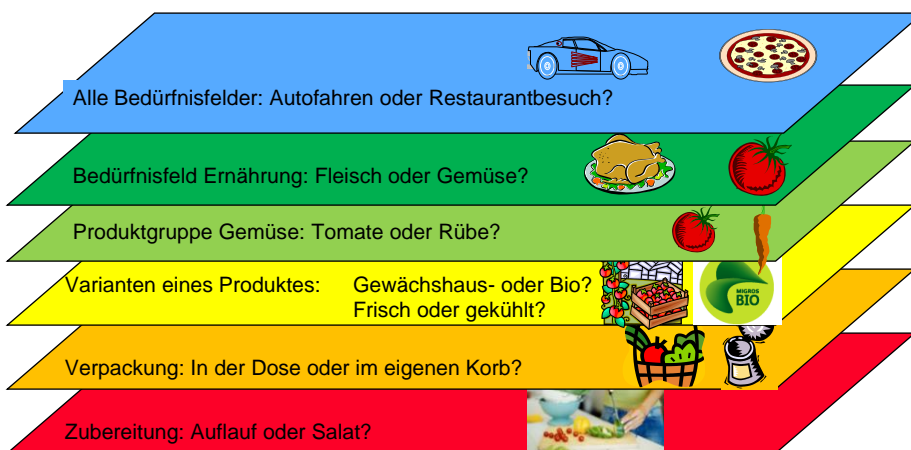 Alle Bedürfnisfelder: Autofahren oder Restaurantbesuch?
Bedürfnisfeld Ernährung: Fleisch oder Gemüse?
Produktgruppe Gemüse: Tomate oder Rübe?
Varianten eines Produktes: Gewächshaus- oder Bio?
Frisch oder gekühlt?
MIGROS
BIO
Verpackung: In der Dose oder im eigenen Korb?
Zubereitung: Auflauf oder Salat?